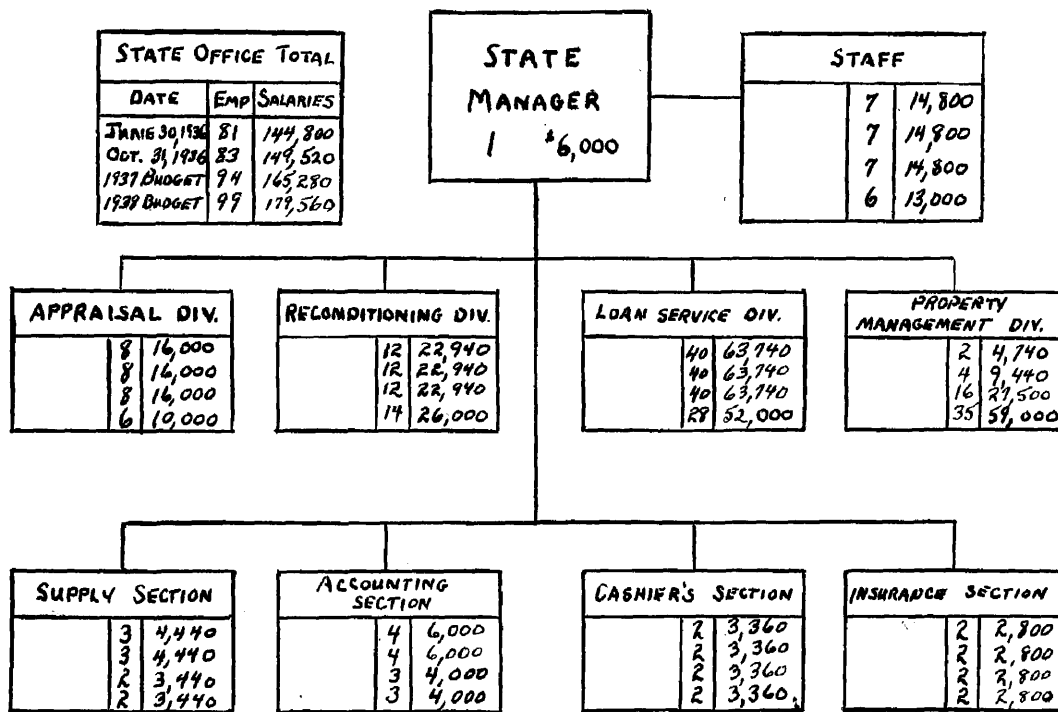 STATE OFFICE TOTAL
DATE EMP SALARIES
JUNE 30, 1936 81 144,800
OCT. 31, 1936 83 149,520
1937 BUDGET 94 165,280
1938 BUDGET 99 179,560
STATE
MANAGER
1 $6,000
STAFF
7 14,800
7 14,800
7 14,800
6 13,000
APPRAISAL DIV.
8 16,000
8 16,000
8 16,000
6 10,000
RECONDITIONING DIV.
12 22,940
12 22,940
12 22,940
14 26,000
LOAN SERVICE DIV.
40 63,740
40 63,740
40 63,740
28 52,000
PROPERTY
MANAGEMENT DIV.
2 4,740
4 9,440
16 27,500
35 59,000
SUPPLY SECTION
3 4,440
3 4,440
2 3,440
2 3,440
ACCOUNTING
SECTION
4 6,000
4 6,000
3 4,000
3 4,000
CASHIER'S SECTION
2 3,360
2 3,360
2 3,360
2 3,360
INSURANCE SECTION
2 2,800
2 2,800
2 2,800
2 2,800